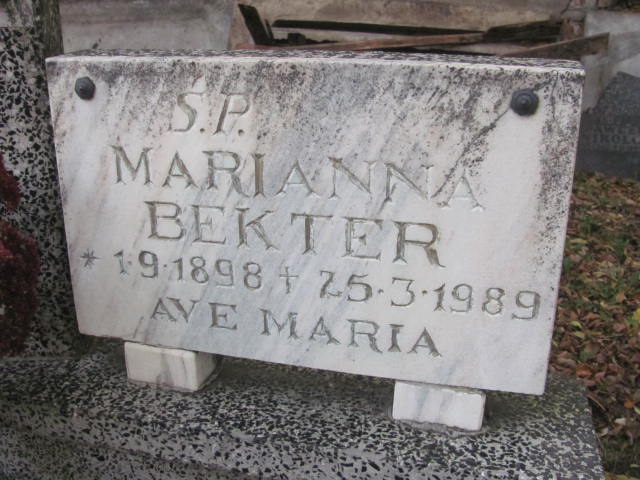 Ś.P.
MARIANNA
BEKTER
* 1·9·1898 + 25·3·1989
AVE MARIA